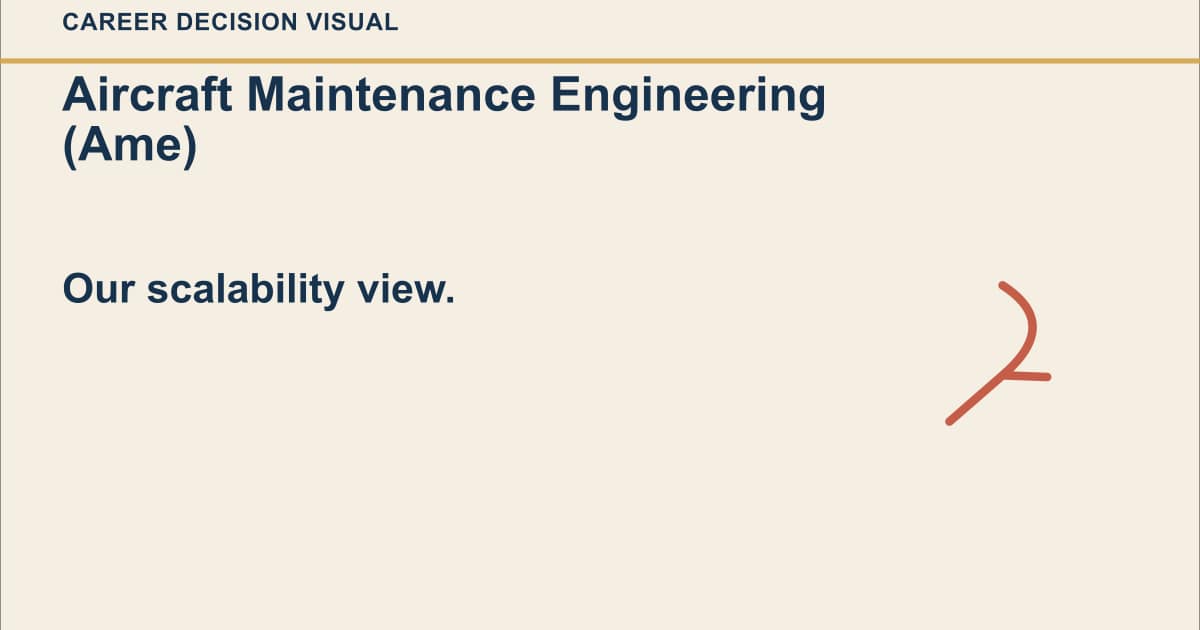 CAREER DECISION VISUAL
Aircraft Maintenance Engineering
(Ame)
Our scalability view.